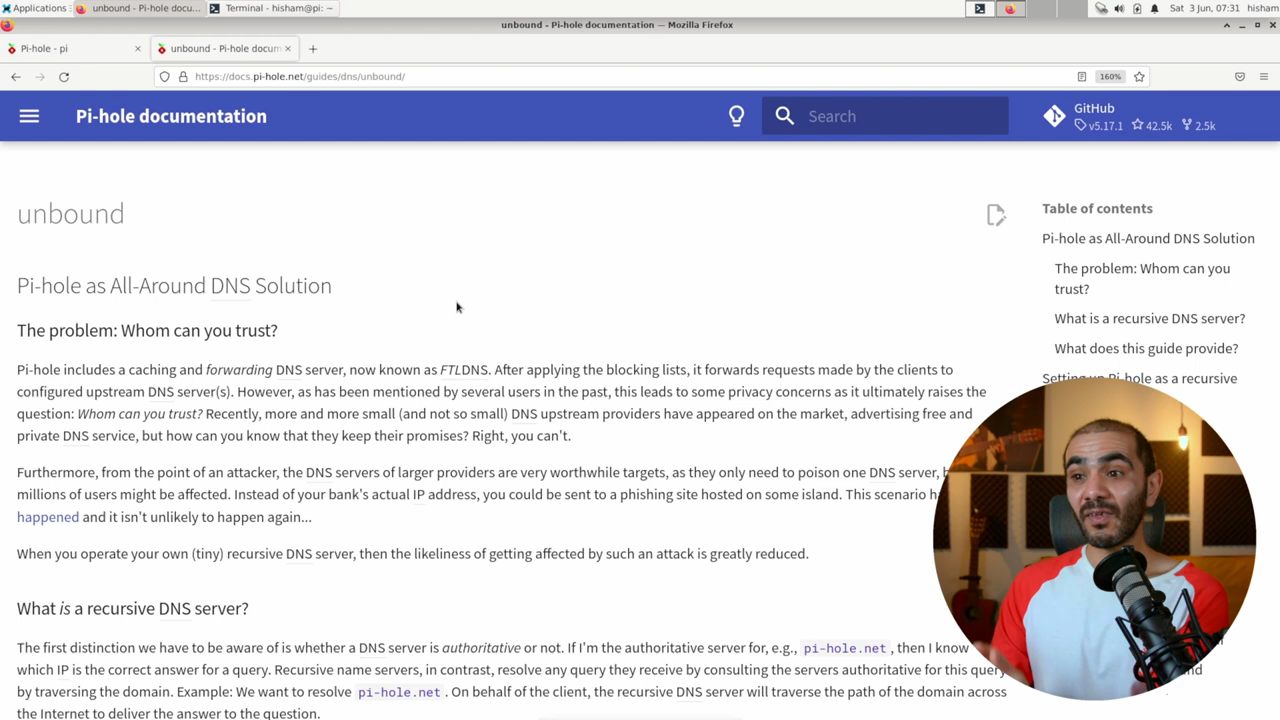 Applications
unbound - Pi-hole docu...
Terminal - hisham@pi: ~
Sat 3 Jun, 07:31
hisham
unbound - Pi-hole documentation — Mozilla Firefox
Pi-hole - pi
unbound - Pi-hole docum
https://docs.pi-hole.net/guides/dns/unbound/
160%
Pi-hole documentation
Search
GitHub
v5.17.1 42.5k 2.5k
unbound
Pi-hole as All-Around DNS Solution
The problem: Whom can you trust?
Pi-hole includes a caching and forwarding DNS server, now known as FTLDNS. After applying the blocking lists, it forwards requests made by the clients to
configured upstream DNS server(s). However, as has been mentioned by several users in the past, this leads to some privacy concerns as it ultimately raises the
question: Whom can you trust? Recently, more and more small (and not so small) DNS upstream providers have appeared on the market, advertising free and
private DNS service, but how can you know that they keep their promises? Right, you can't.
Furthermore, from the point of an attacker, the DNS servers of larger providers are very worthwhile targets, as they only need to poison one DNS server,
millions of users might be affected. Instead of your bank's actual IP address, you could be sent to a phishing site hosted on some island. This scenario
happened and it isn't unlikely to happen again...
When you operate your own (tiny) recursive DNS server, then the likeliness of getting affected by such an attack is greatly reduced.
What is a recursive DNS server?
The first distinction we have to be aware of is whether a DNS server is authoritative or not. If I'm the authoritative server for, e.g., pi-hole.net, then I know
which IP is the correct answer for a query. Recursive name servers, in contrast, resolve any query they receive by consulting the servers authoritative for this query
by traversing the domain. Example: We want to resolve pi-hole.net. On behalf of the client, the recursive DNS server will traverse the path of the domain across
the Internet to deliver the answer to the question.
Table of contents
Pi-hole as All-Around DNS Solution
The problem: Whom can you
trust?
What is a recursive DNS server?
What does this guide provide?
Setting up Pi-hole as a recursive